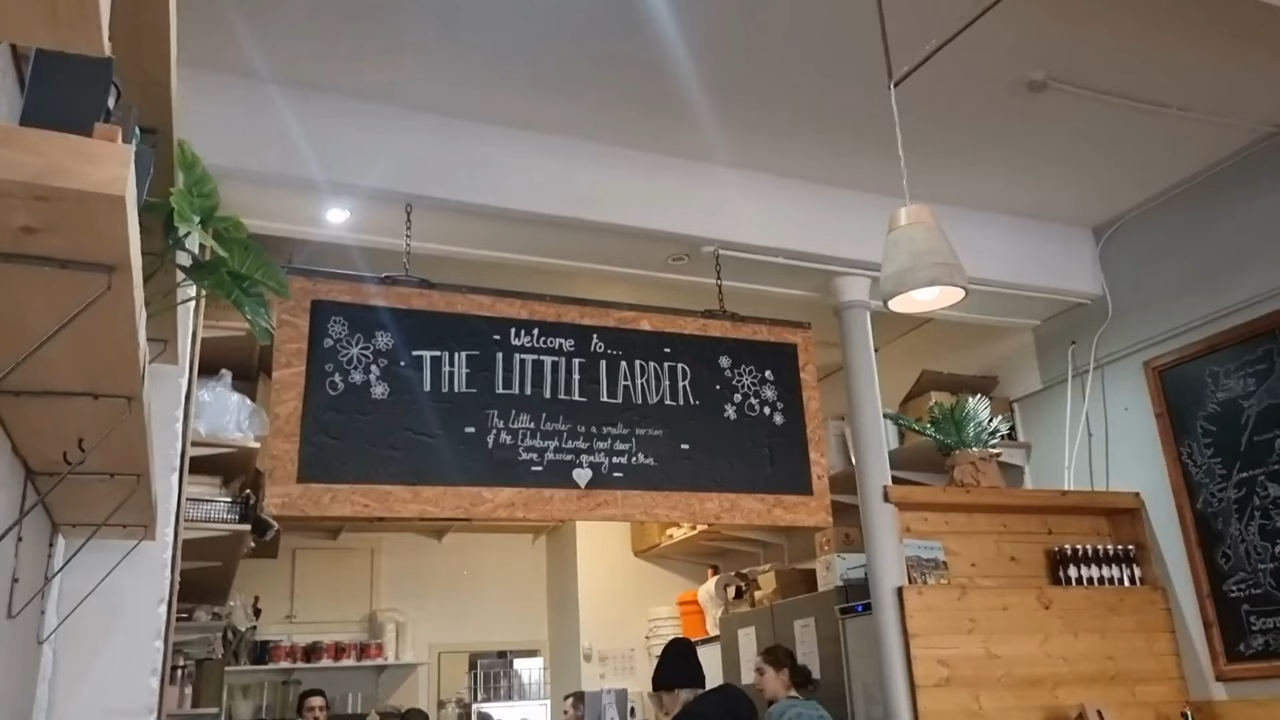 Welcome to...
THE LITTLE LARDER.
The Little Larder is a smaller version
of the Edinburgh Larder (next door).
Same passion, quality and ethos.
Scot